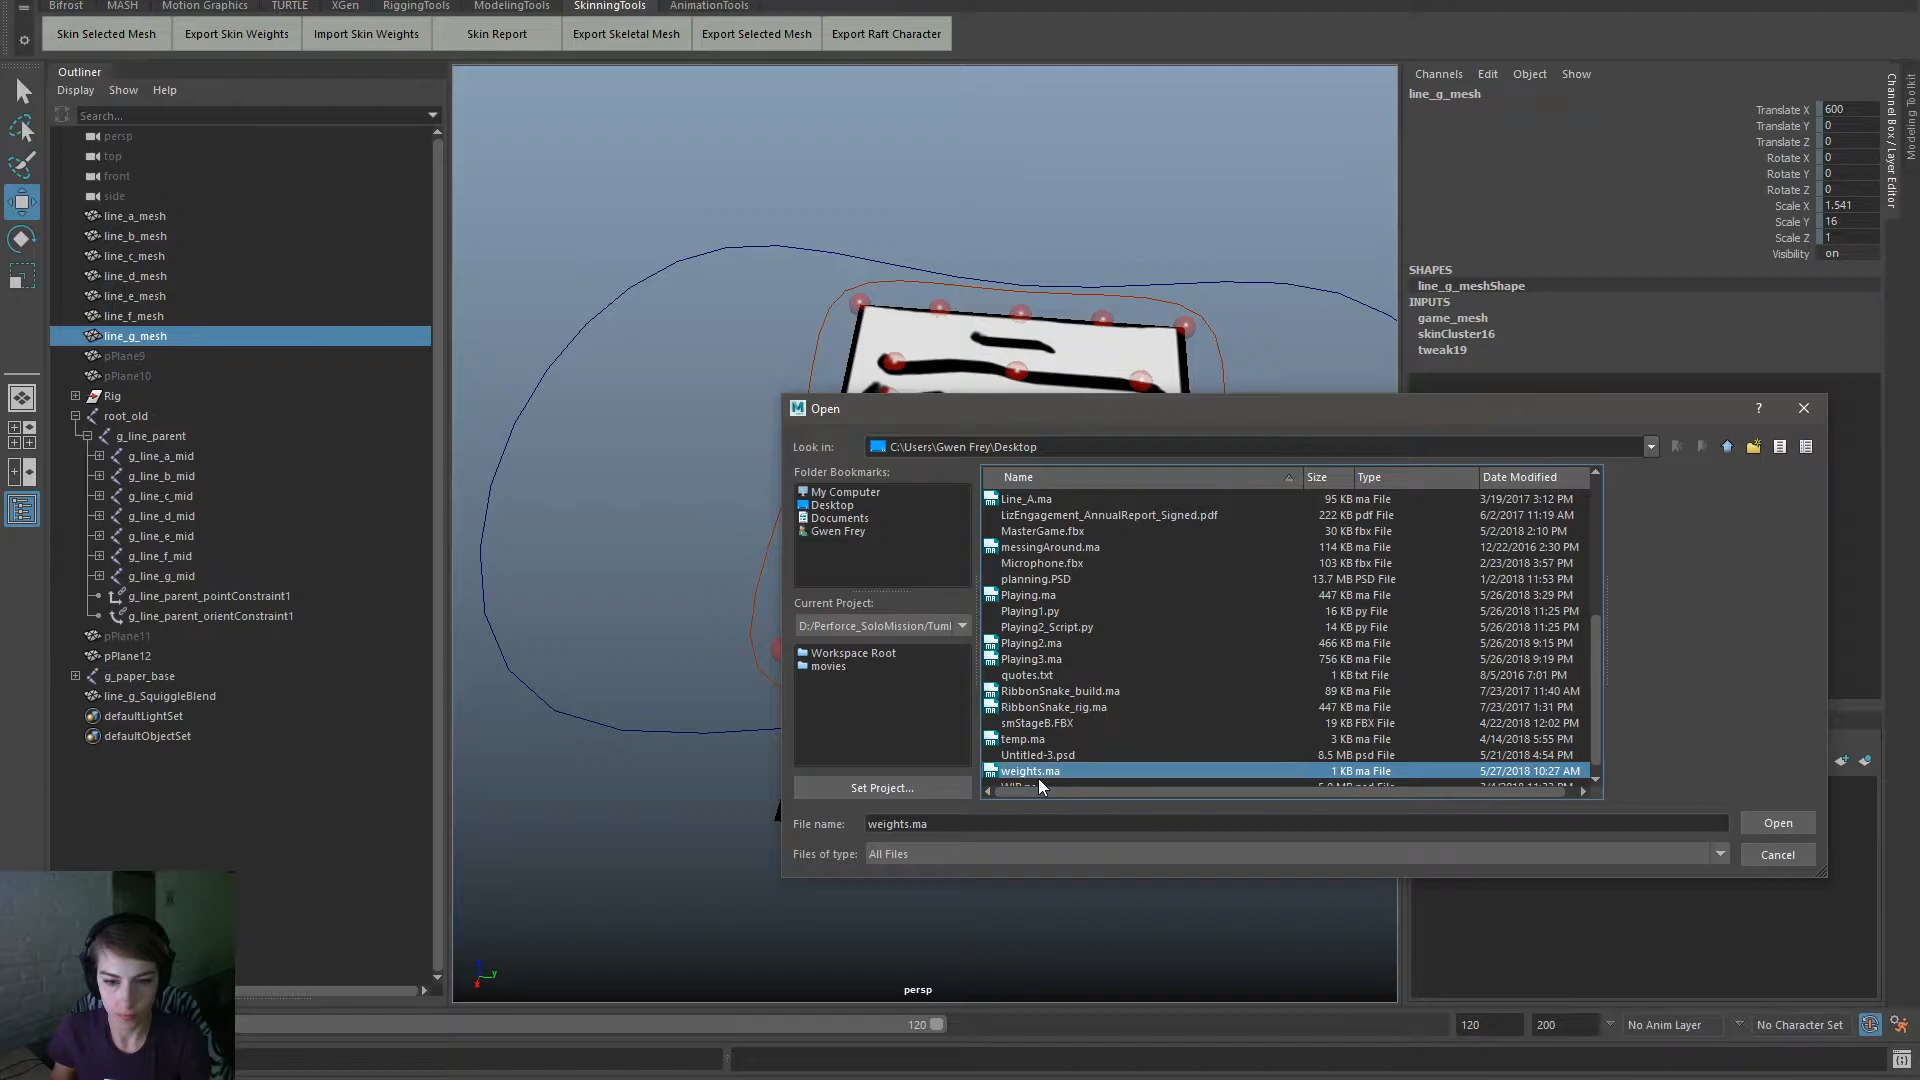 Bifrost MASH Motion Graphics TURTLE XGen RiggingTools ModelingTools SkinningTools AnimationTools
Skin Selected Mesh Export Skin Weights Import Skin Weights Skin Report Export Skeletal Mesh Export Selected Mesh Export Raft Character
Outliner
Display Show Help
Search...
persp
top
front
side
line_a_mesh
line_b_mesh
line_c_mesh
line_d_mesh
line_e_mesh
line_f_mesh
line_g_mesh
pPlane9
pPlane10
Rig
root_old
g_line_parent
g_line_a_mid
g_line_b_mid
g_line_c_mid
g_line_d_mid
g_line_e_mid
g_line_f_mid
g_line_g_mid
g_line_parent_pointConstraint1
g_line_parent_orientConstraint1
pPlane11
pPlane12
g_paper_base
line_g_SquiggleBlend
defaultLightSet
defaultObjectSet
persp
Open
?
Look in: C:\Users\Gwen Frey\Desktop
Folder Bookmarks:
My Computer
Desktop
Documents
Gwen Frey
Current Project:
D:/Perforce_SoloMission/Tuml
Workspace Root
movies
Set Project...
Name Size Type Date Modified
Line_A.ma 95 KB ma File 3/19/2017 3:12 PM
LizEngagement_AnnualReport_Signed.pdf 222 KB pdf File 6/2/2017 11:19 AM
MasterGame.fbx 30 KB fbx File 5/2/2018 2:10 PM
messingAround.ma 114 KB ma File 12/22/2016 2:30 PM
Microphone.fbx 103 KB fbx File 2/23/2018 3:57 PM
planning.PSD 13.7 MB PSD File 1/2/2018 11:53 PM
Playing.ma 447 KB ma File 5/26/2018 3:29 PM
Playing1.py 16 KB py File 5/26/2018 11:25 PM
Playing2_Script.py 14 KB py File 5/26/2018 11:25 PM
Playing2.ma 466 KB ma File 5/26/2018 9:15 PM
Playing3.ma 756 KB ma File 5/26/2018 9:19 PM
quotes.txt 1 KB txt File 8/5/2016 7:01 PM
RibbonSnake_build.ma 89 KB ma File 7/23/2017 11:40 AM
RibbonSnake_rig.ma 447 KB ma File 7/23/2017 1:31 PM
smStageB.FBX 19 KB FBX File 4/22/2018 12:02 PM
temp.ma 3 KB ma File 4/14/2018 5:55 PM
Untitled-3.psd 8.5 MB psd File 5/21/2018 4:54 PM
weights.ma 1 KB ma File 5/27/2018 10:27 AM
File name: weights.ma Open
Files of type: All Files Cancel
Channels Edit Object Show
line_g_mesh
Translate X 600
Translate Y 0
Translate Z 0
Rotate X 0
Rotate Y 0
Rotate Z 0
Scale X 1.541
Scale Y 16
Scale Z 1
Visibility on
SHAPES
line_g_meshShape
INPUTS
game_mesh
skinCluster16
tweak19
Channel Box / Layer Editor
Modeling Toolkit
120 120 200 No Anim Layer No Character Set